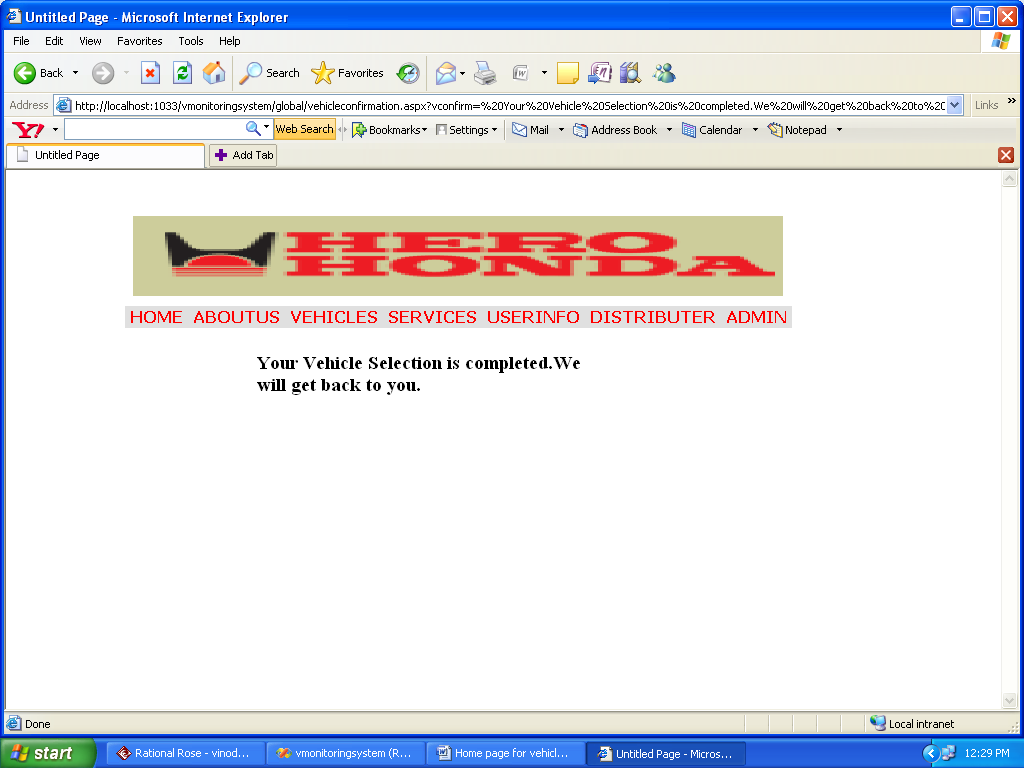 Untitled Page - Microsoft Internet Explorer
File Edit View Favorites Tools Help
Back Search Favorites
Address http://localhost:1033/vmonitoringsystem/global/vehicleconfirmation.aspx?vconfirm=%20Your%20Vehicle%20Selection%20is%20completed.We%20will%20get%20back%20to%2C Links »
Y! Web Search Bookmarks Settings Mail Address Book Calendar Notepad
Untitled Page Add Tab
HERO
HONDA
HOME ABOUTUS VEHICLES SERVICES USERINFO DISTRIBUTER ADMIN
Your Vehicle Selection is completed.We
will get back to you.
Done Local intranet
start Rational Rose - vinod... vmonitoringsystem (R... Home page for vehicl... Untitled Page - Micros... 12:29 PM